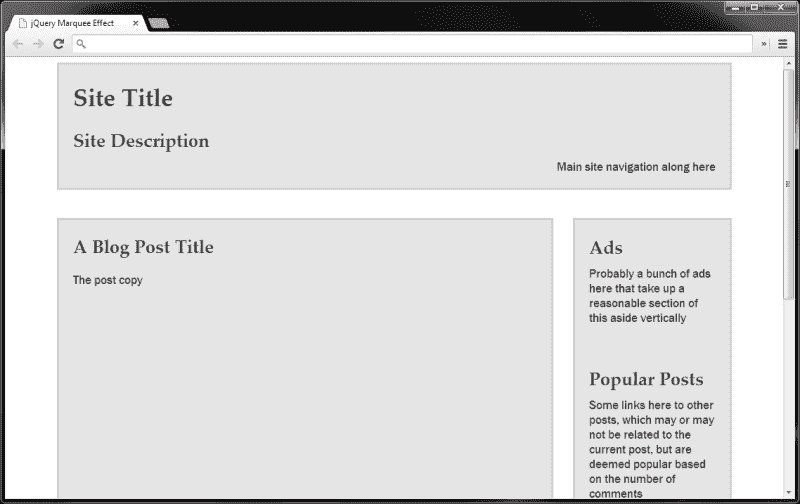 jQuery Marquee Effect
Site Title
Site Description
Main site navigation along here
A Blog Post Title
The post copy
Ads
Probably a bunch of ads
here that take up a
reasonable section of
this aside vertically
Popular Posts
Some links here to other
posts, which may or may
not be related to the
current post, but are
deemed popular based
on the number of
comments